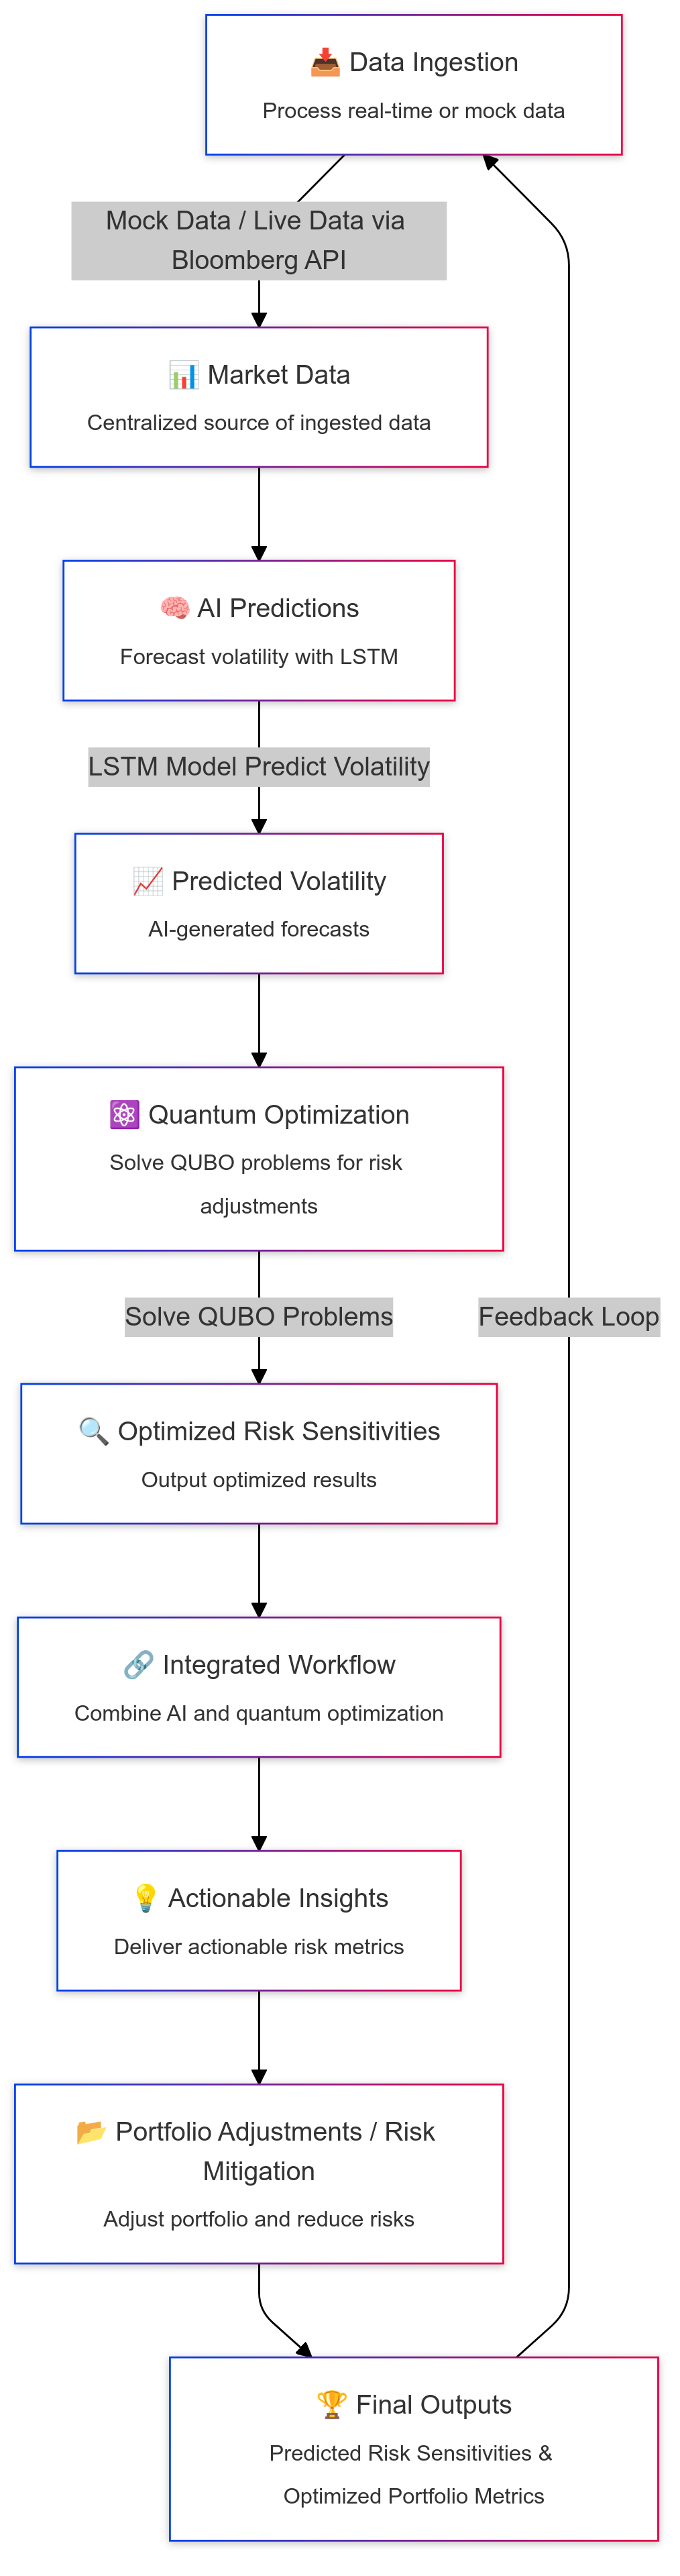 📥 Data Ingestion
Process real-time or mock data
Mock Data / Live Data via
Bloomberg API
📊 Market Data
Centralized source of ingested data
🧠 AI Predictions
Forecast volatility with LSTM
LSTM Model Predict Volatility
📈 Predicted Volatility
AI-generated forecasts
⚛️ Quantum Optimization
Solve QUBO problems for risk
adjustments
Solve QUBO Problems
Feedback Loop
🔍 Optimized Risk Sensitivities
Output optimized results
🔗 Integrated Workflow
Combine AI and quantum optimization
💡 Actionable Insights
Deliver actionable risk metrics
📂 Portfolio Adjustments / Risk
Mitigation
Adjust portfolio and reduce risks
🏆 Final Outputs
Predicted Risk Sensitivities &
Optimized Portfolio Metrics